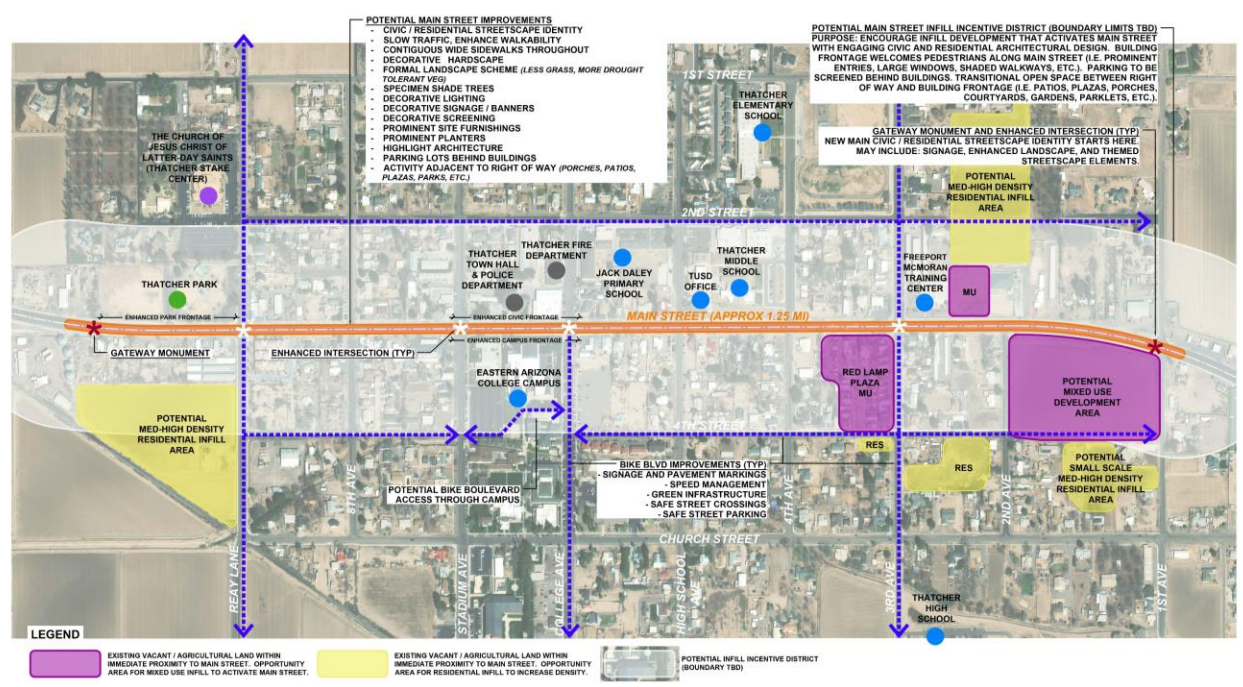 POTENTIAL MAIN STREET IMPROVEMENTS
- CIVIC / RESIDENTIAL STREETSCAPE IDENTITY
- SLOW TRAFFIC, ENHANCE WALKABILITY
- CONTIGUOUS WIDE SIDEWALKS THROUGHOUT
- DECORATIVE HARDSCAPE
- FORMAL LANDSCAPE SCHEME (LESS GRASS, MORE DROUGHT
TOLERANT VEG)
- SPECIMEN SHADE TREES
- DECORATIVE LIGHTING
- DECORATIVE SIGNAGE / BANNERS
- DECORATIVE SCREENING
- PROMINENT SITE FURNISHINGS
- PROMINENT PLANTERS
- HIGHLIGHT ARCHITECTURE
- PARKING LOTS BEHIND BUILDINGS
- ACTIVITY ADJACENT TO RIGHT OF WAY (PORCHES, PATIOS,
PLAZAS, PARKS, ETC.)
POTENTIAL MAIN STREET INFILL INCENTIVE DISTRICT (BOUNDARY LIMITS TBD)
PURPOSE: ENCOURAGE INFILL DEVELOPMENT THAT ACTIVATES MAIN STREET
WITH ENGAGING CIVIC AND RESIDENTIAL ARCHITECTURAL DESIGN. BUILDING
FRONTAGE WELCOMES PEDESTRIANS ALONG MAIN STREET (I.E. PROMINENT
ENTRIES, LARGE WINDOWS, SHADED WALKWAYS, ETC.). PARKING TO BE
SCREENED BEHIND BUILDINGS. TRANSITIONAL OPEN SPACE BETWEEN RIGHT
OF WAY AND BUILDING FRONTAGE (I.E. PATIOS, PLAZAS, PORCHES,
COURTYARDS, GARDENS, PARKLETS, ETC.).
1ST STREET
THATCHER
ELEMENTARY
SCHOOL
GATEWAY MONUMENT AND ENHANCED INTERSECTION (TYP)
NEW MAIN CIVIC / RESIDENTIAL STREETSCAPE IDENTITY STARTS HERE.
MAY INCLUDE: SIGNAGE, ENHANCED LANDSCAPE, AND THEMED
STREETSCAPE ELEMENTS.
THE CHURCH OF
JESUS CHRIST OF
LATTER-DAY SAINTS
(THATCHER STAKE
CENTER)
POTENTIAL
MED-HIGH DENSITY
RESIDENTIAL INFILL
AREA
2ND STREET
THATCHER
TOWN HALL
& POLICE
DEPARTMENT
THATCHER FIRE
DEPARTMENT
JACK DALEY
PRIMARY
SCHOOL
TUSD
OFFICE
THATCHER
MIDDLE
SCHOOL
FREEPORT
MCMORAN
TRAINING
CENTER
MU
THATCHER PARK
ENHANCED PARK FRONTAGE
ENHANCED CIVIC FRONTAGE
MAIN STREET (APPROX 1.25 MI)
GATEWAY MONUMENT
ENHANCED INTERSECTION (TYP)
ENHANCED CAMPUS FRONTAGE
EASTERN ARIZONA
COLLEGE CAMPUS
RED LAMP
PLAZA
MU
POTENTIAL
MIXED USE
DEVELOPMENT
AREA
POTENTIAL
MED-HIGH DENSITY
RESIDENTIAL INFILL
AREA
4TH STREET
RES
RES
POTENTIAL
SMALL SCALE
MED-HIGH DENSITY
RESIDENTIAL INFILL
AREA
POTENTIAL BIKE BOULEVARD
ACCESS THROUGH CAMPUS
BIKE BLVD IMPROVEMENTS (TYP)
- SIGNAGE AND PAVEMENT MARKINGS
- SPEED MANAGEMENT
- GREEN INFRASTRUCTURE
- SAFE STREET CROSSINGS
- SAFE STREET PARKING
CHURCH STREET
REAY LANE
8TH AVE
STADIUM AVE
COLLEGE AVE
HIGH SCHOOL
AVE
4TH AVE
3RD AVE
2ND AVE
1ST AVE
THATCHER
HIGH
SCHOOL
LEGEND
EXISTING VACANT / AGRICULTURAL LAND WITHIN
IMMEDIATE PROXIMITY TO MAIN STREET. OPPORTUNITY
AREA FOR MIXED USE INFILL TO ACTIVATE MAIN STREET.
EXISTING VACANT / AGRICULTURAL LAND WITHIN
IMMEDIATE PROXIMITY TO MAIN STREET. OPPORTUNITY
AREA FOR RESIDENTIAL INFILL TO INCREASE DENSITY.
POTENTIAL INFILL INCENTIVE DISTRICT
(BOUNDARY TBD)